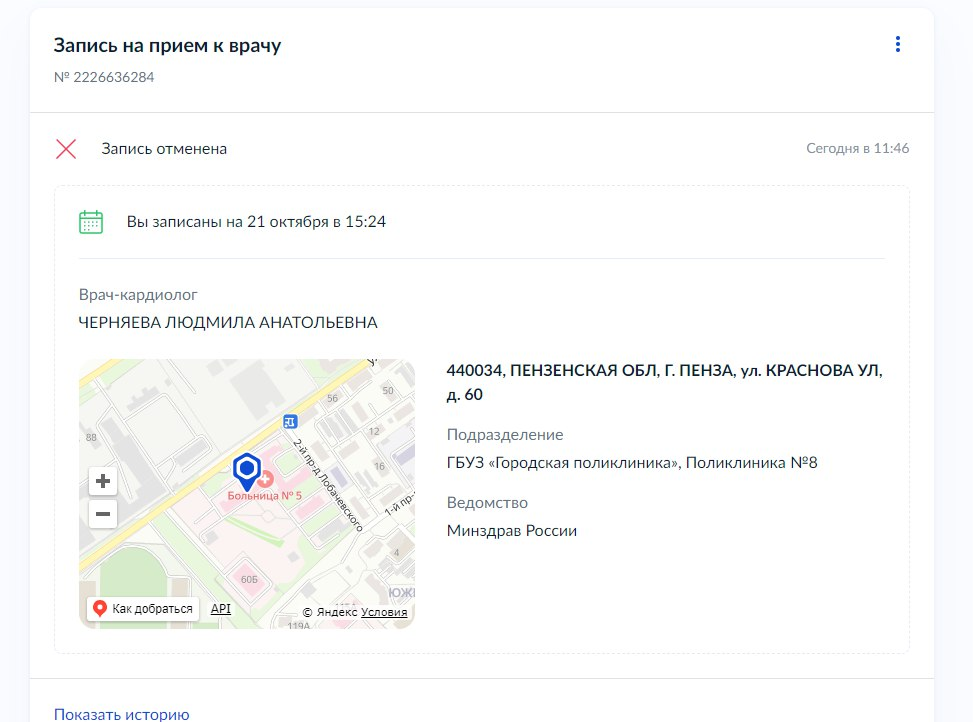 Запись на прием к врачу
№ 2226636284
Запись отменена
Сегодня в 11:46
Вы записаны на 21 октября в 15:24
Врач-кардиолог
ЧЕРНЯЕВА ЛЮДМИЛА АНАТОЛЬЕВНА
440034, ПЕНЗЕНСКАЯ ОБЛ, Г. ПЕНЗА, ул. КРАСНОВА УЛ,
д. 60
Подразделение
ГБУЗ «Городская поликлиника», Поликлиника №8
Ведомство
Минздрав России
56
50
12
88
16
2-й пр-д Лобачевского
Больница № 5
1-й пр-
4
60Б
ЮЖ
Как добраться
API
© Яндекс Условия
119А
Показать историю